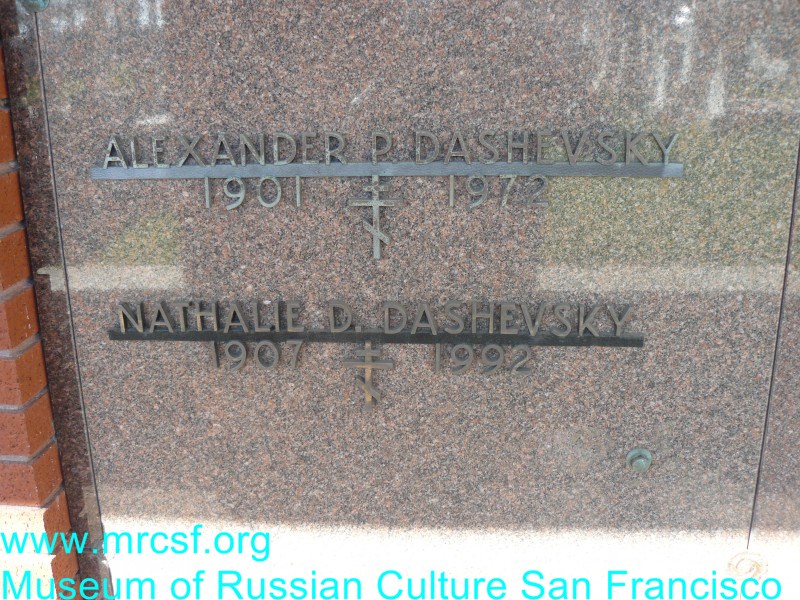 ALEXANDER P. DASHEVSKY
1901 1972
NATHALIE D. DASHEVSKY
1907 1992
www.mrcsf.org
Museum of Russian Culture San Francisco